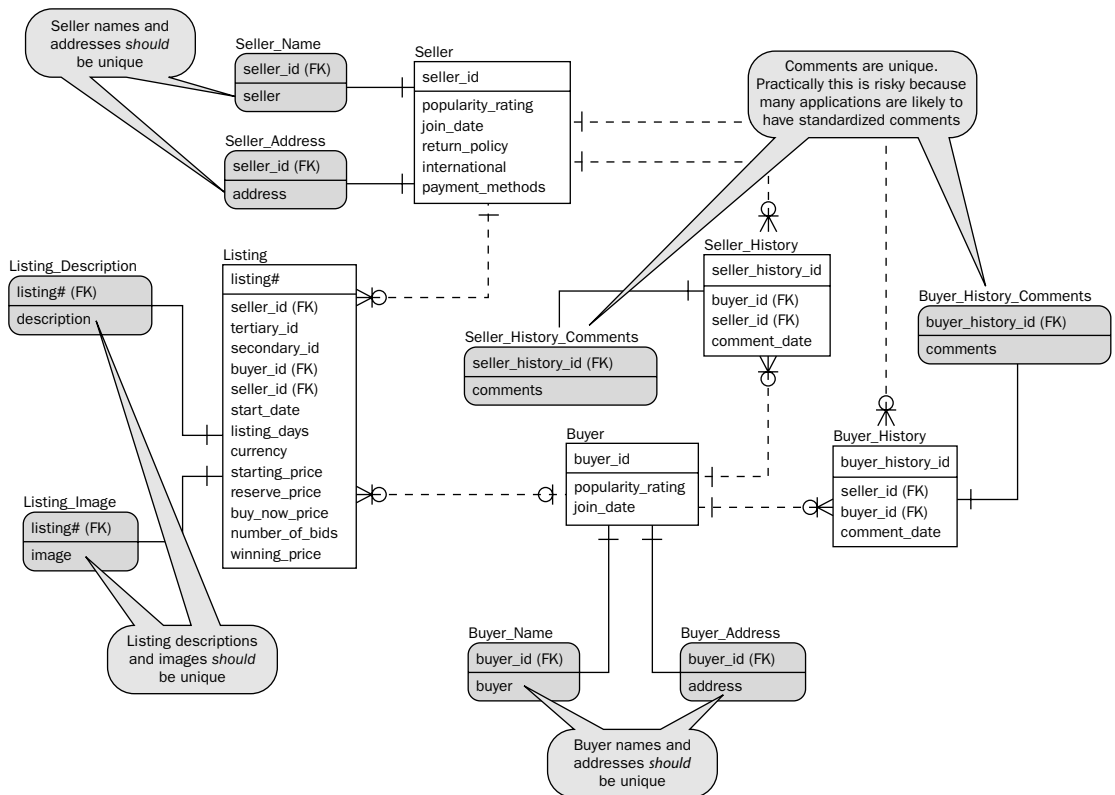 Seller names and
addresses should
be unique
Seller_Name
seller_id (FK)
seller
Seller_Address
seller_id (FK)
address
Seller
seller_id
popularity_rating
join_date
return_policy
international
payment_methods
Comments are unique.
Practically this is risky because
many applications are likely to
have standardized comments
Listing_Description
listing# (FK)
description
Listing
listing#
seller_id (FK)
tertiary_id
secondary_id
buyer_id (FK)
seller_id (FK)
start_date
listing_days
currency
starting_price
reserve_price
buy_now_price
number_of_bids
winning_price
Seller_History
seller_history_id
buyer_id (FK)
seller_id (FK)
comment_date
Seller_History_Comments
seller_history_id (FK)
comments
Buyer_History_Comments
buyer_history_id (FK)
comments
Buyer
buyer_id
popularity_rating
join_date
Buyer_History
buyer_history_id
seller_id (FK)
buyer_id (FK)
comment_date
Listing_Image
listing# (FK)
image
Listing descriptions
and images should
be unique
Buyer_Name
buyer_id (FK)
buyer
Buyer_Address
buyer_id (FK)
address
Buyer names and
addresses should
be unique